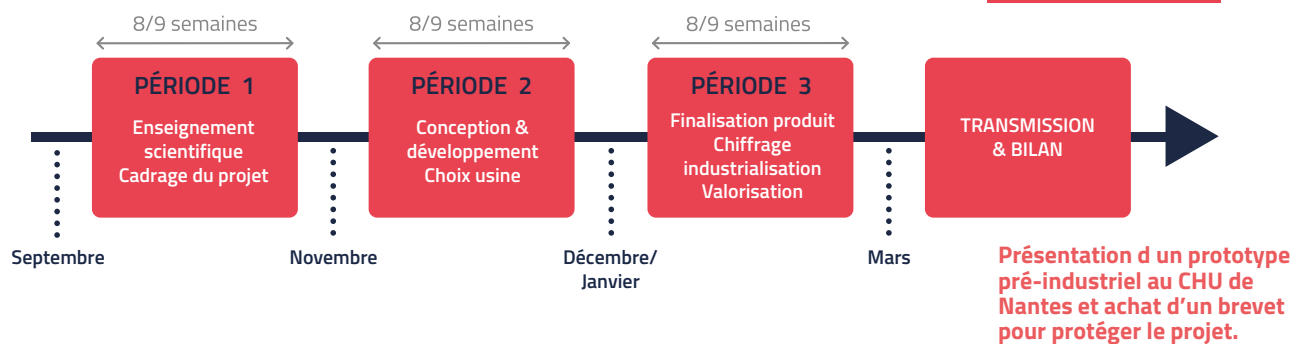 8/9 semaines
8/9 semaines
8/9 semaines
PÉRIODE 1
Enseignement
scientifique
Cadrage du projet
PÉRIODE 2
Conception &
développement
Choix usine
PÉRIODE 3
Finalisation produit
Chiffrage
industrialisation
Valorisation
TRANSMISSION
& BILAN
Septembre
Novembre
Décembre/
Janvier
Mars
Présentation d un prototype
pré-industriel au CHU de
Nantes et achat d’un brevet
pour protéger le projet.